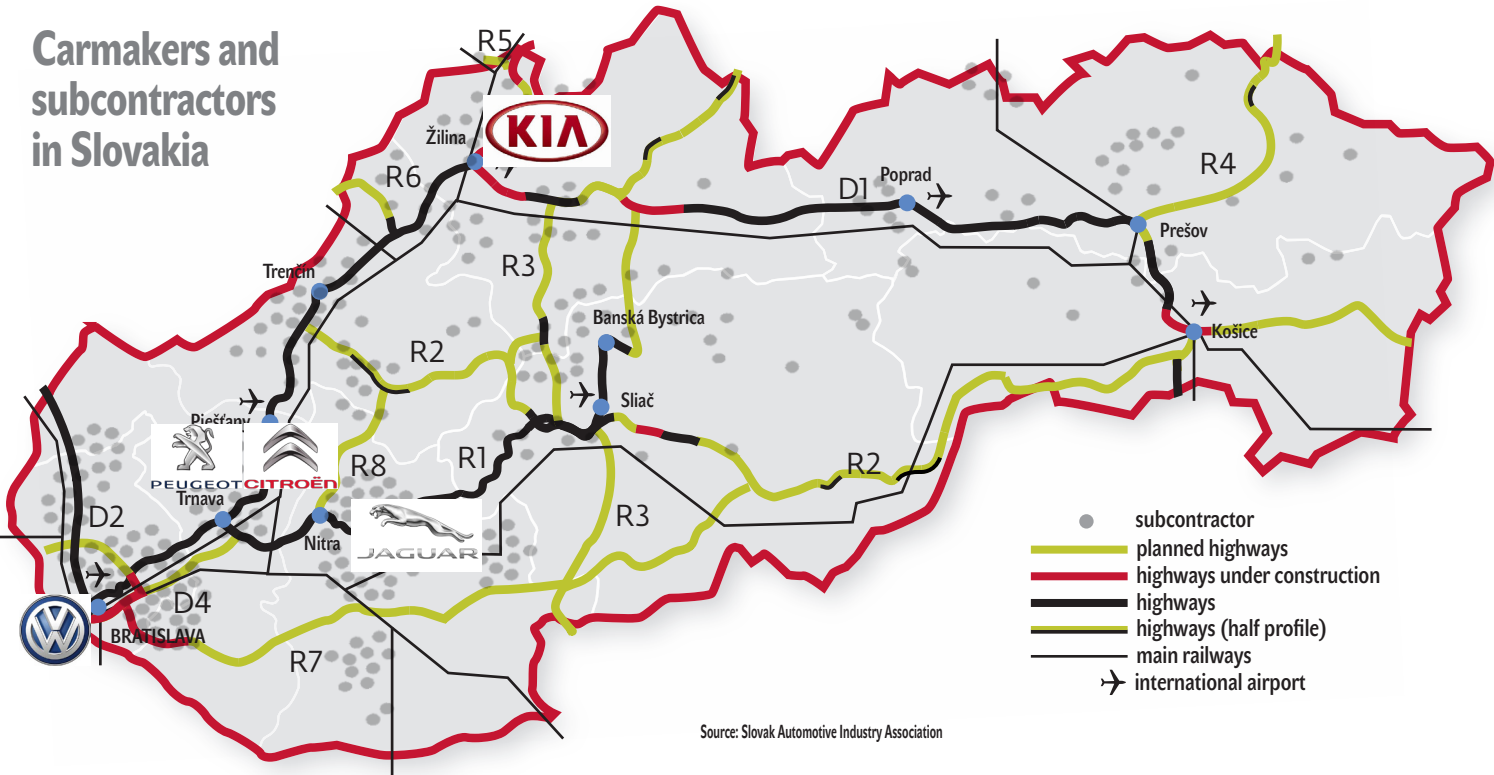 Carmakers and
subcontractors
in Slovakia
R5
KIA
Žilina
R6
D1
Poprad
R4
Prešov
Trenčín
R3
Banská Bystrica
Košice
R2
Sliač
Piešťany
PEUGEOT
CITROËN
Trnava
R8
R1
R2
D2
Nitra
JAGUAR
R3
D4
BRATISLAVA
R7
subcontractor
planned highways
highways under construction
highways
highways (half profile)
main railways
international airport
Source: Slovak Automotive Industry Association